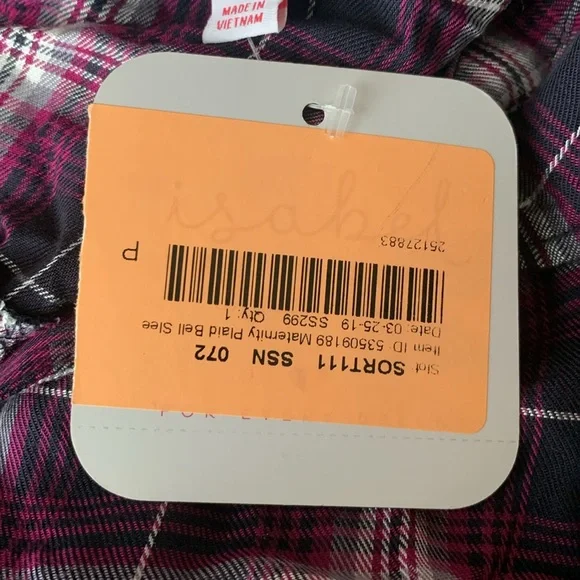 MADE IN
VIETNAM
isabel
Slot: SORT111 SSN 072
Item ID: 53509189 Maternity Plaid Bell Slee
Date: 03-25-19 SS299 Qty: 1
25127883
P